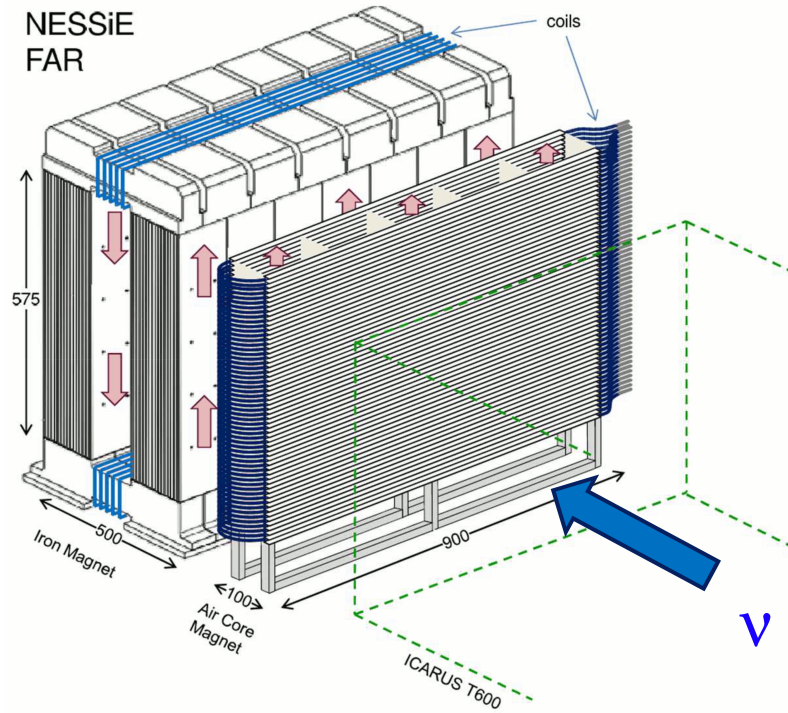 NESSiE
FAR
coils
575
500
Iron Magnet
900
100
Air Core
Magnet
ICARUS T600
ν